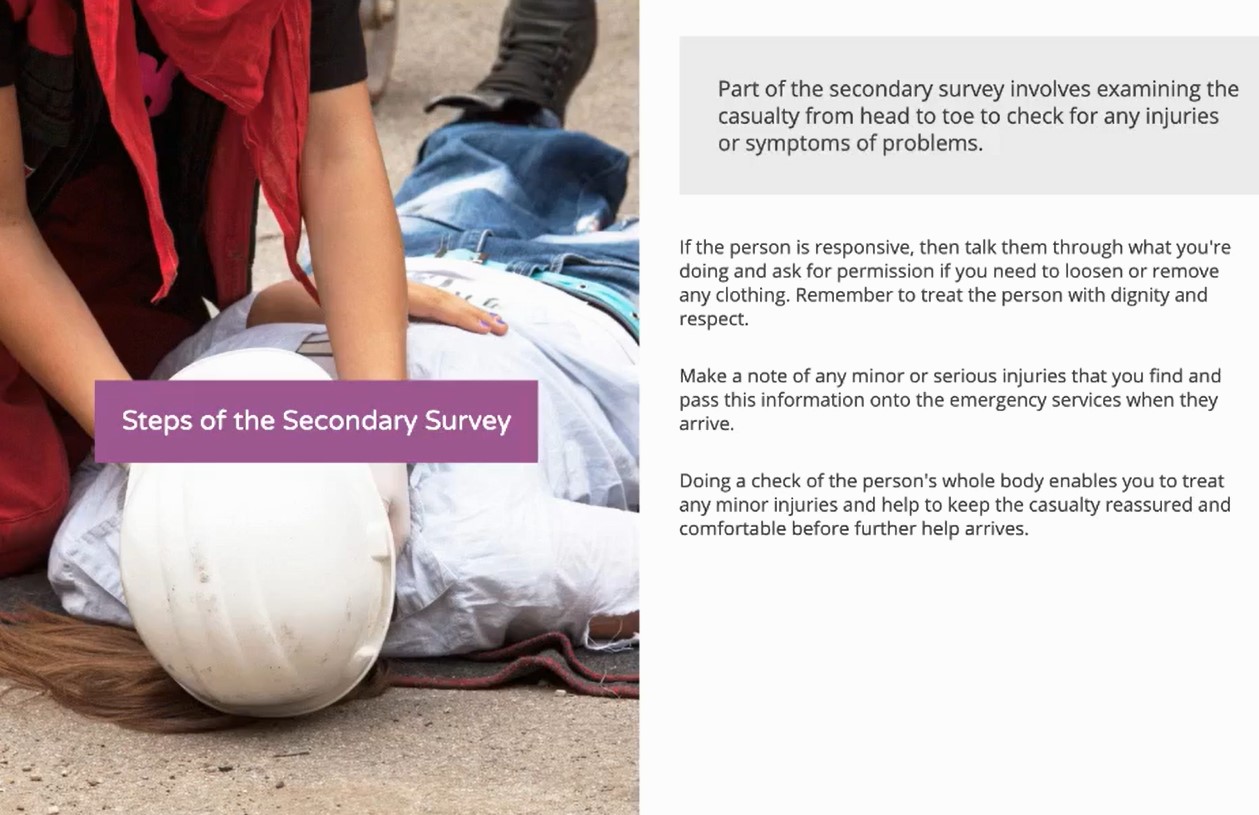 Steps of the Secondary Survey
Part of the secondary survey involves examining the
casualty from head to toe to check for any injuries
or symptoms of problems.
If the person is responsive, then talk them through what you're
doing and ask for permission if you need to loosen or remove
any clothing. Remember to treat the person with dignity and
respect.
Make a note of any minor or serious injuries that you find and
pass this information onto the emergency services when they
arrive.
Doing a check of the person's whole body enables you to treat
any minor injuries and help to keep the casualty reassured and
comfortable before further help arrives.